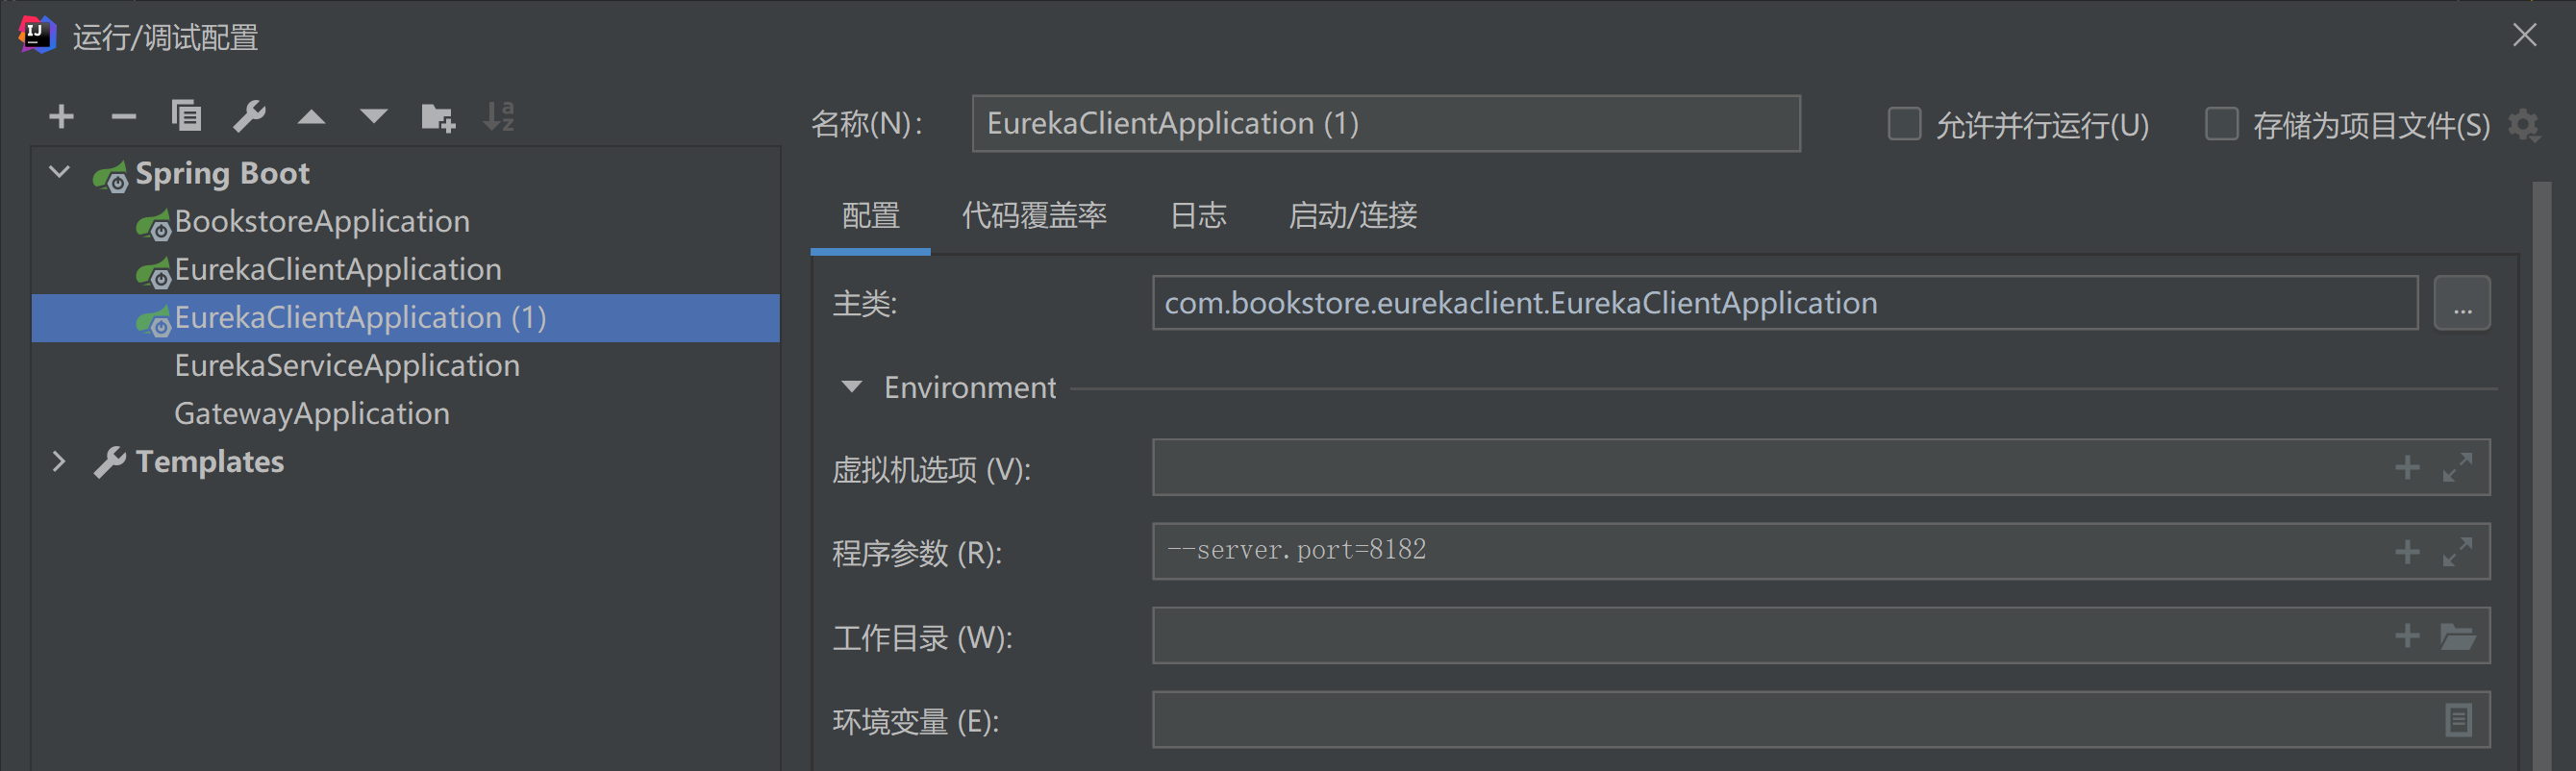 运行/调试配置
名称(N): EurekaClientApplication (1) 允许并行运行(U) 存储为项目文件(S)
Spring Boot
BookstoreApplication
EurekaClientApplication
EurekaClientApplication (1)
EurekaServiceApplication
GatewayApplication
Templates
配置 代码覆盖率 日志 启动/连接
主类: com.bookstore.eurekaclient.EurekaClientApplication ...
Environment
虚拟机选项 (V):
程序参数 (R): --server.port=8182
工作目录 (W):
环境变量 (E):